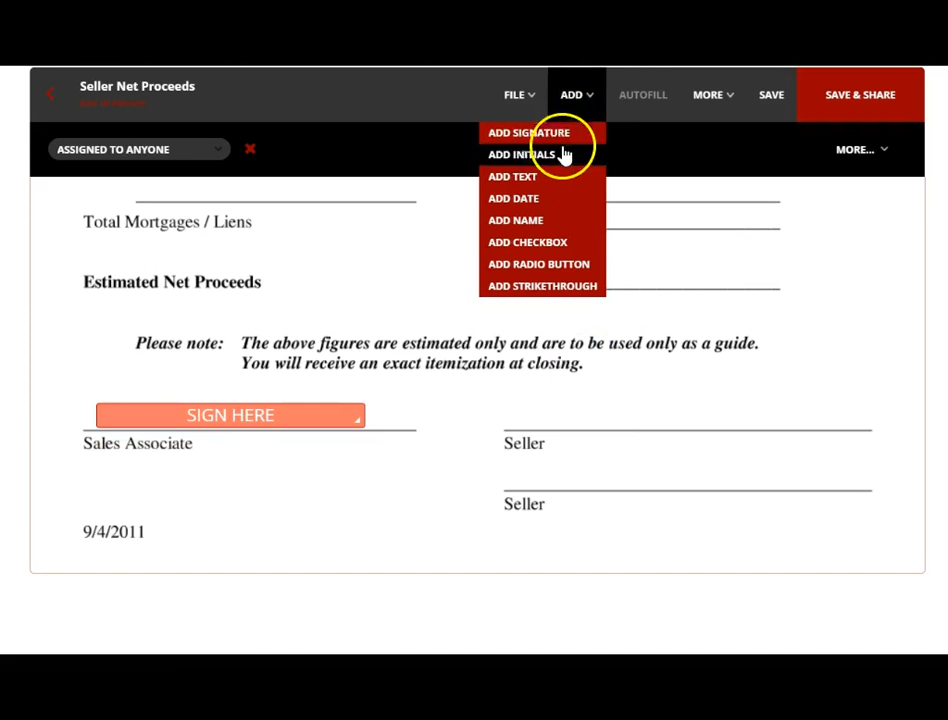 Seller Net Proceeds
FILE ADD AUTOFILL MORE SAVE SAVE & SHARE
ASSIGNED TO ANYONE MORE...
ADD SIGNATURE
ADD INITIALS
ADD TEXT
ADD DATE
ADD NAME
ADD CHECKBOX
ADD RADIO BUTTON
ADD STRIKETHROUGH
Total Mortgages / Liens
Estimated Net Proceeds
Please note: The above figures are estimated only and are to be used only as a guide.
You will receive an exact itemization at closing.
SIGN HERE
Sales Associate Seller
Seller
9/4/2011